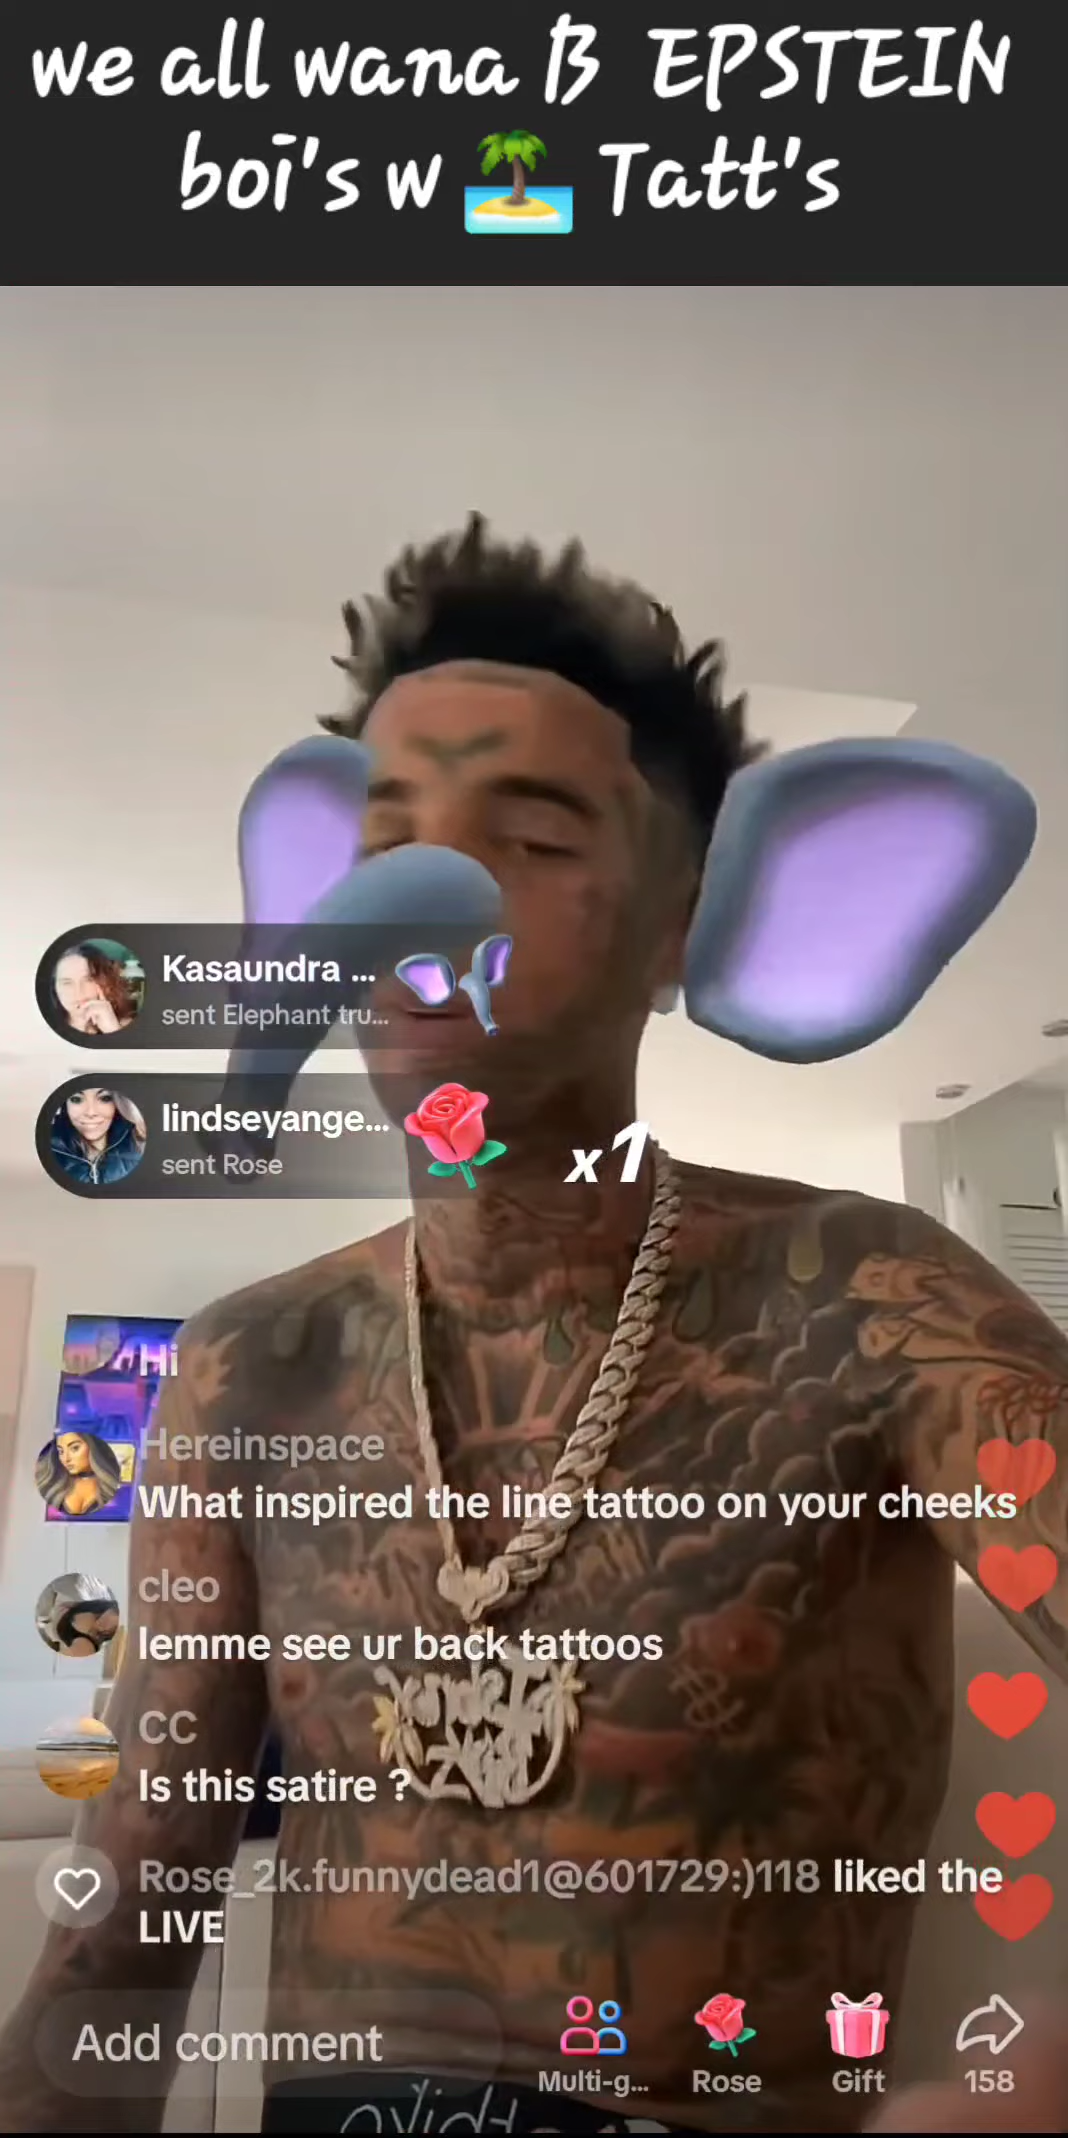 we all wana B EPSTEIN
boi's w 🏝️ Tatt's
Kasaundra ...
sent Elephant tru...
lindseyange...
sent Rose
x1
Hi
Hereinspace
What inspired the line tattoo on your cheeks
cleo
lemme see ur back tattoos
CC
Is this satire ?
Rose_2k.funnydead1@601729:)118 liked the
LIVE
Add comment
Multi-g...
Rose
Gift
158